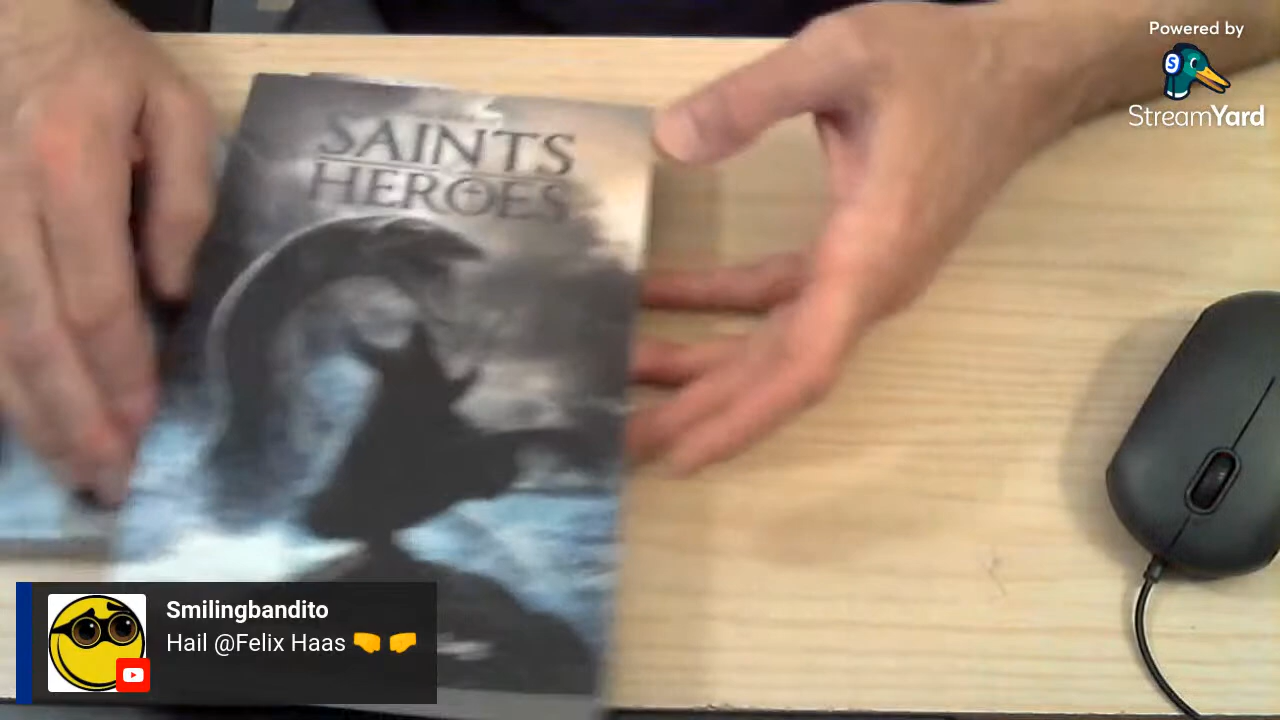 Powered by
StreamYard
SAINTS
HEROES
Smilingbandito
Hail @Felix Haas 🤜 🤛